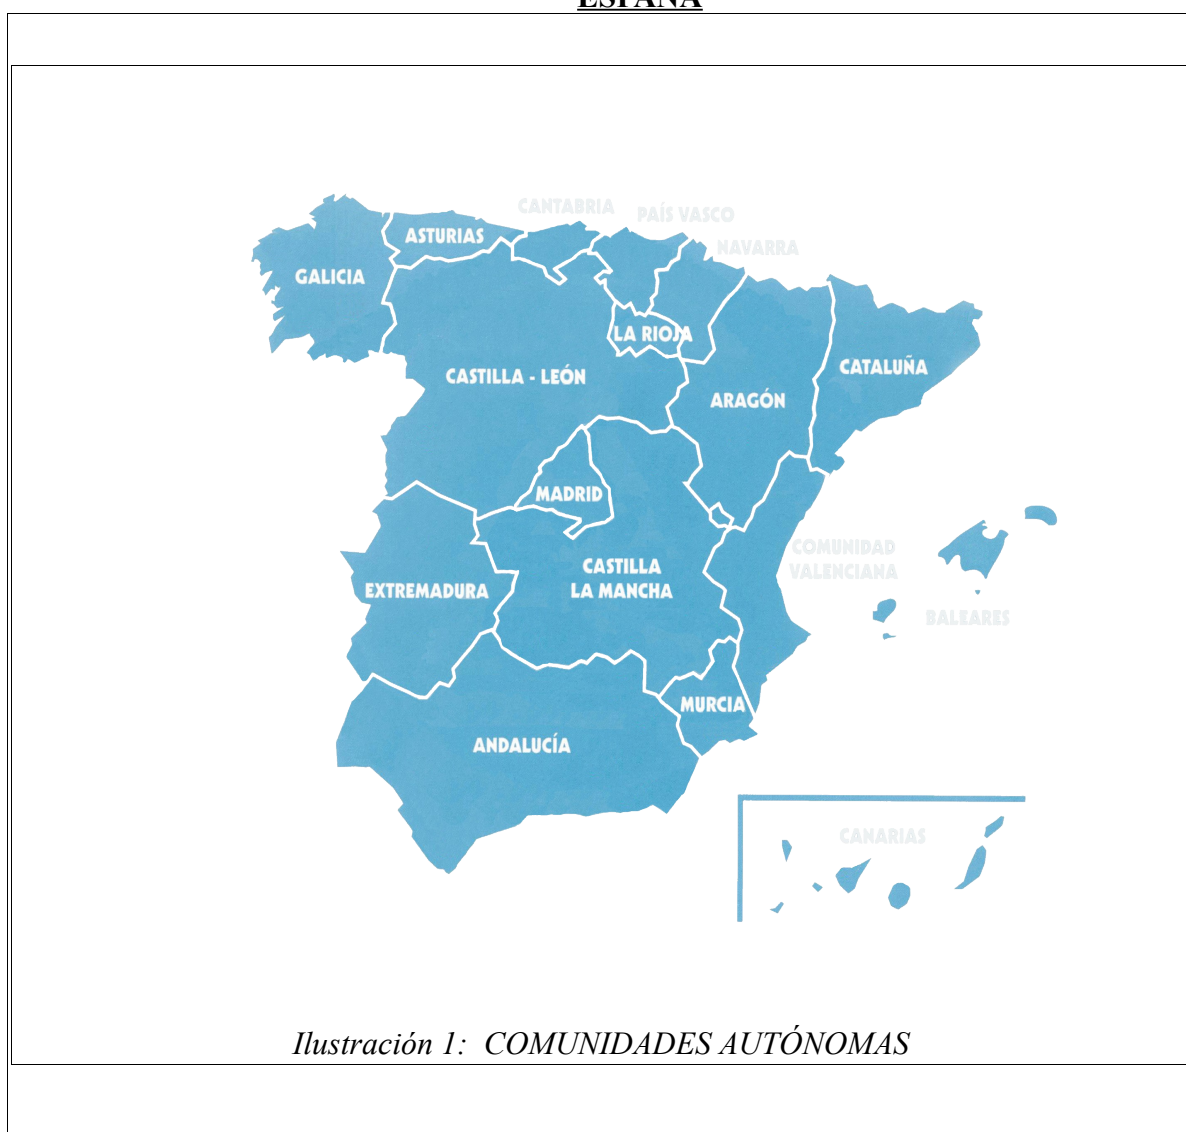 ESPAÑA
CANTABRIA
PAÍS VASCO
ASTURIAS
NAVARRA
GALICIA
LA RIOJA
CATALUÑA
CASTILLA - LEÓN
ARAGÓN
MADRID
COMUNIDAD
VALENCIANA
CASTILLA
LA MANCHA
EXTREMADURA
BALEARES
MURCIA
ANDALUCÍA
CANARIAS
Ilustración 1: COMUNIDADES AUTÓNOMAS